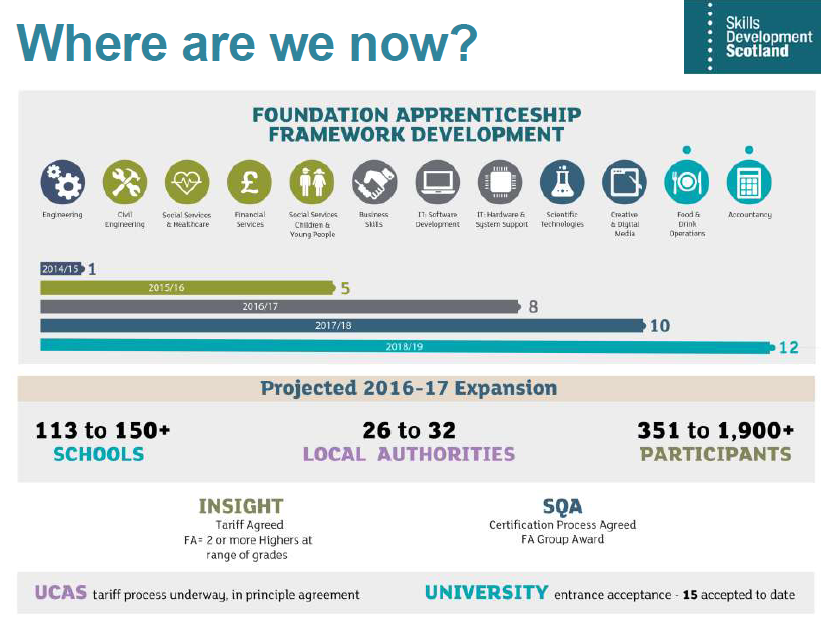 Where are we now?
Skills
Development
Scotland
FOUNDATION APPRENTICESHIP
FRAMEWORK DEVELOPMENT
£
Engineering
Civil
Engineering
Social Services
& Healthcare
Financial
Services
Social Services
Children &
Young People
Business
Skills
IT: Software
Development
IT: Hardware &
System Support
Scientific
Technologies
Creative
& Digital
Media
Food &
Drink
Operations
Accountancy
2014/15 1
2015/16 5
2016/17 8
2017/18 10
2018/19 12
Projected 2016-17 Expansion
113 to 150+
SCHOOLS
26 to 32
LOCAL AUTHORITIES
351 to 1,900+
PARTICIPANTS
INSIGHT
Tariff Agreed
FA= 2 or more Highers at
range of grades
SQA
Certification Process Agreed
FA Group Award
UCAS tariff process underway, in principle agreement
UNIVERSITY entrance acceptance - 15 accepted to date